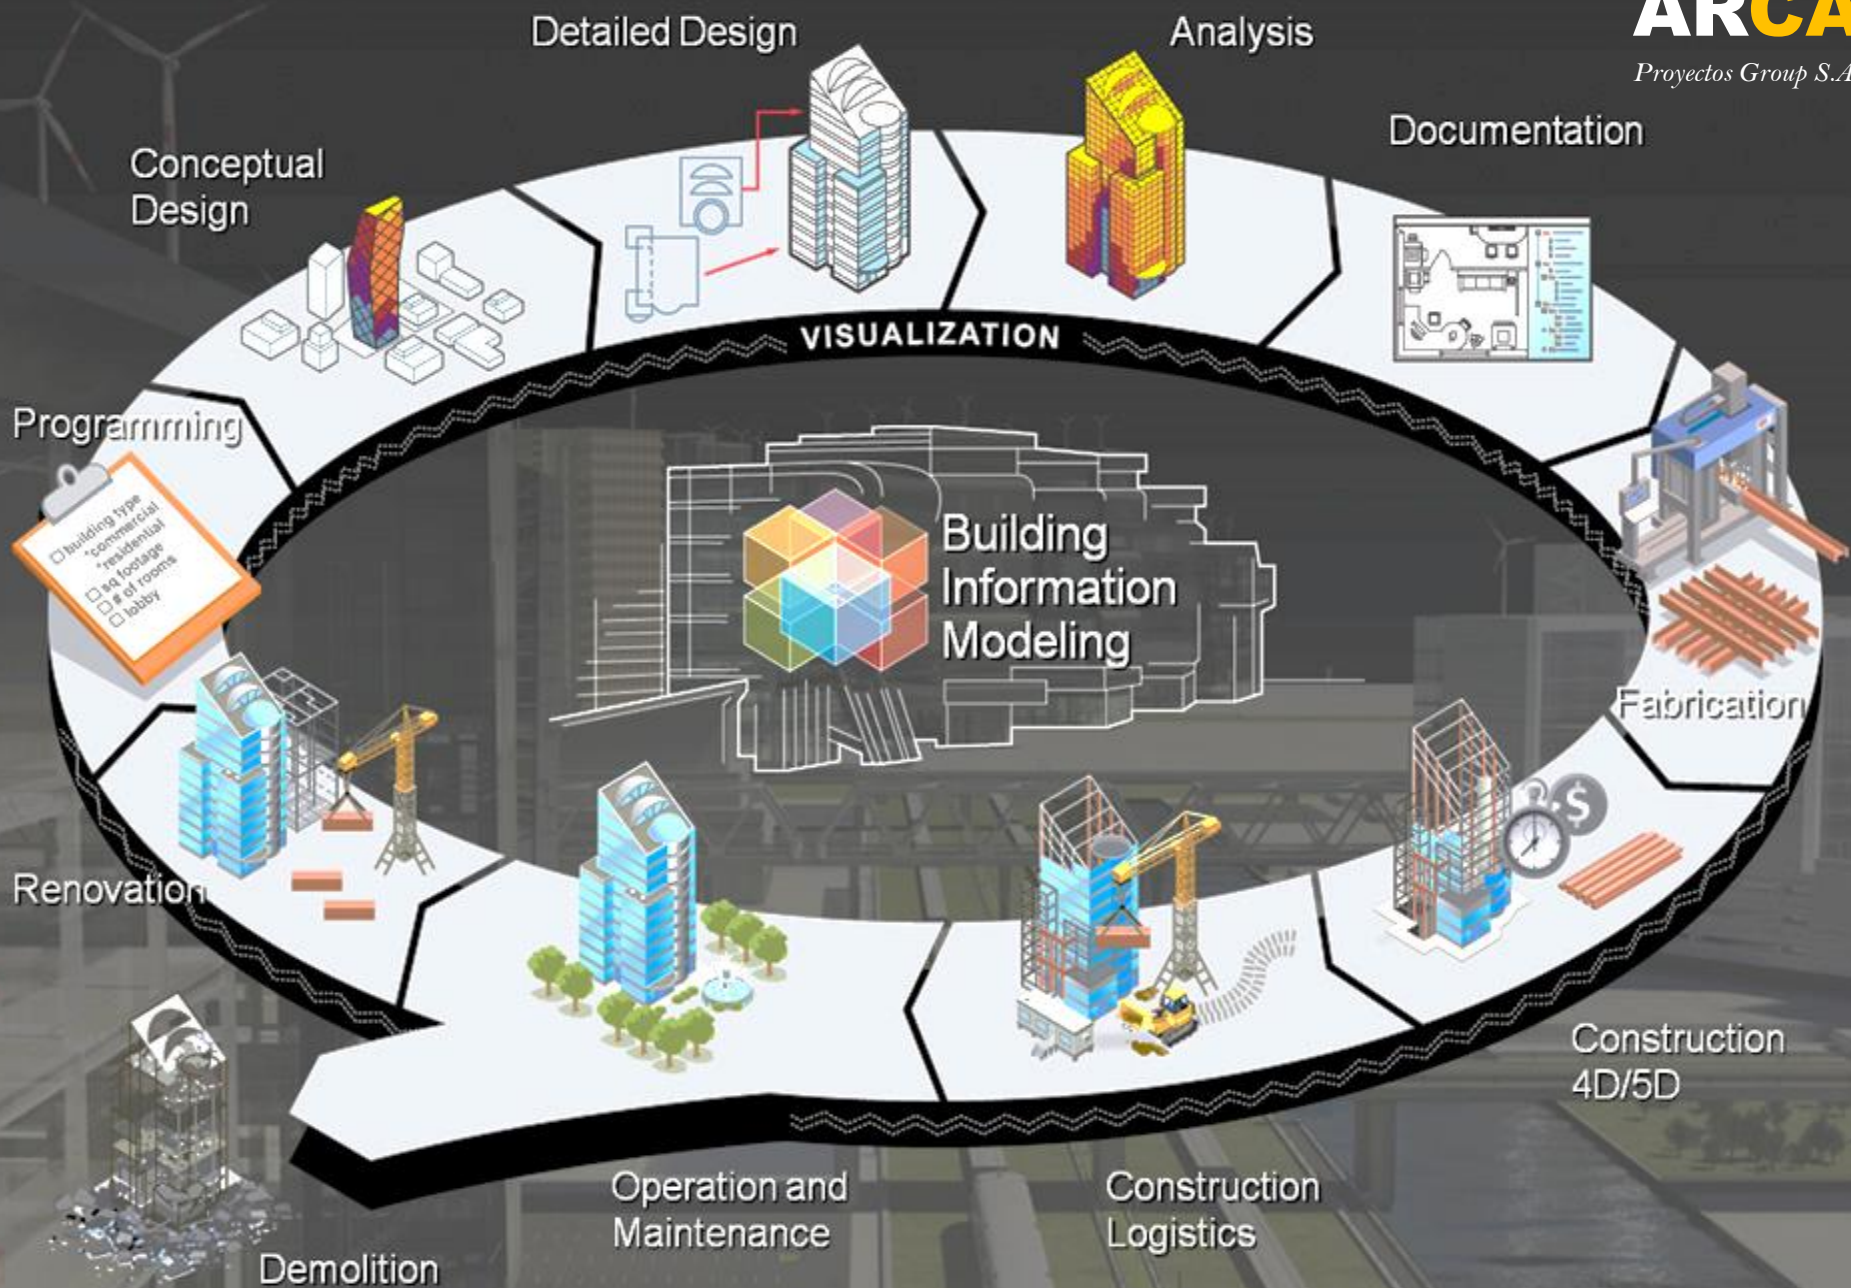 Detailed Design
Analysis
ARCA
Proyectos Group S.A
Documentation
Conceptual
Design
VISUALIZATION
Programming
building type
*commercial
*residential
sq footage
# of rooms
lobby
Building
Information
Modeling
Fabrication
$
Renovation
Construction
4D/5D
Operation and
Maintenance
Construction
Logistics
Demolition